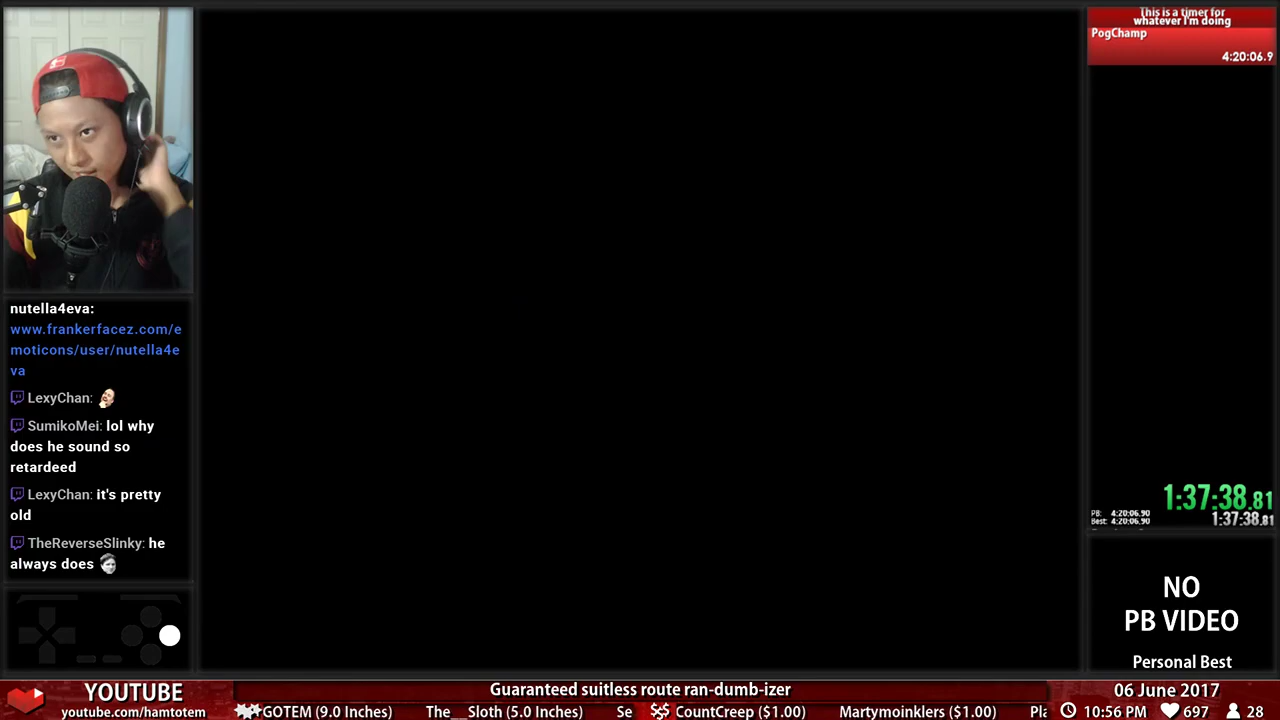 This is a timer for
whatever I'm doing
PogChamp
4:20:06.9
nutella4eva:
www.frankerfacez.com/e
moticons/user/nutella4e
va
LexyChan:
SumikoMei: lol why
does he sound so
retardeed
LexyChan: it's pretty
old
TheReverseSlinky: he
always does
1:37:38.81
PB: 4:20:06.90
Best: 4:20:06.90
1:37:38.81
NO
PB VIDEO
Personal Best
YOUTUBE
youtube.com/hamtotem
Guaranteed suitless route ran-dumb-izer
GOTEM (9.0 Inches) The__Sloth (5.0 Inches) Se $$ CountCreep ($1.00) Martymoinklers ($1.00) Pla
06 June 2017
10:56 PM 697 28